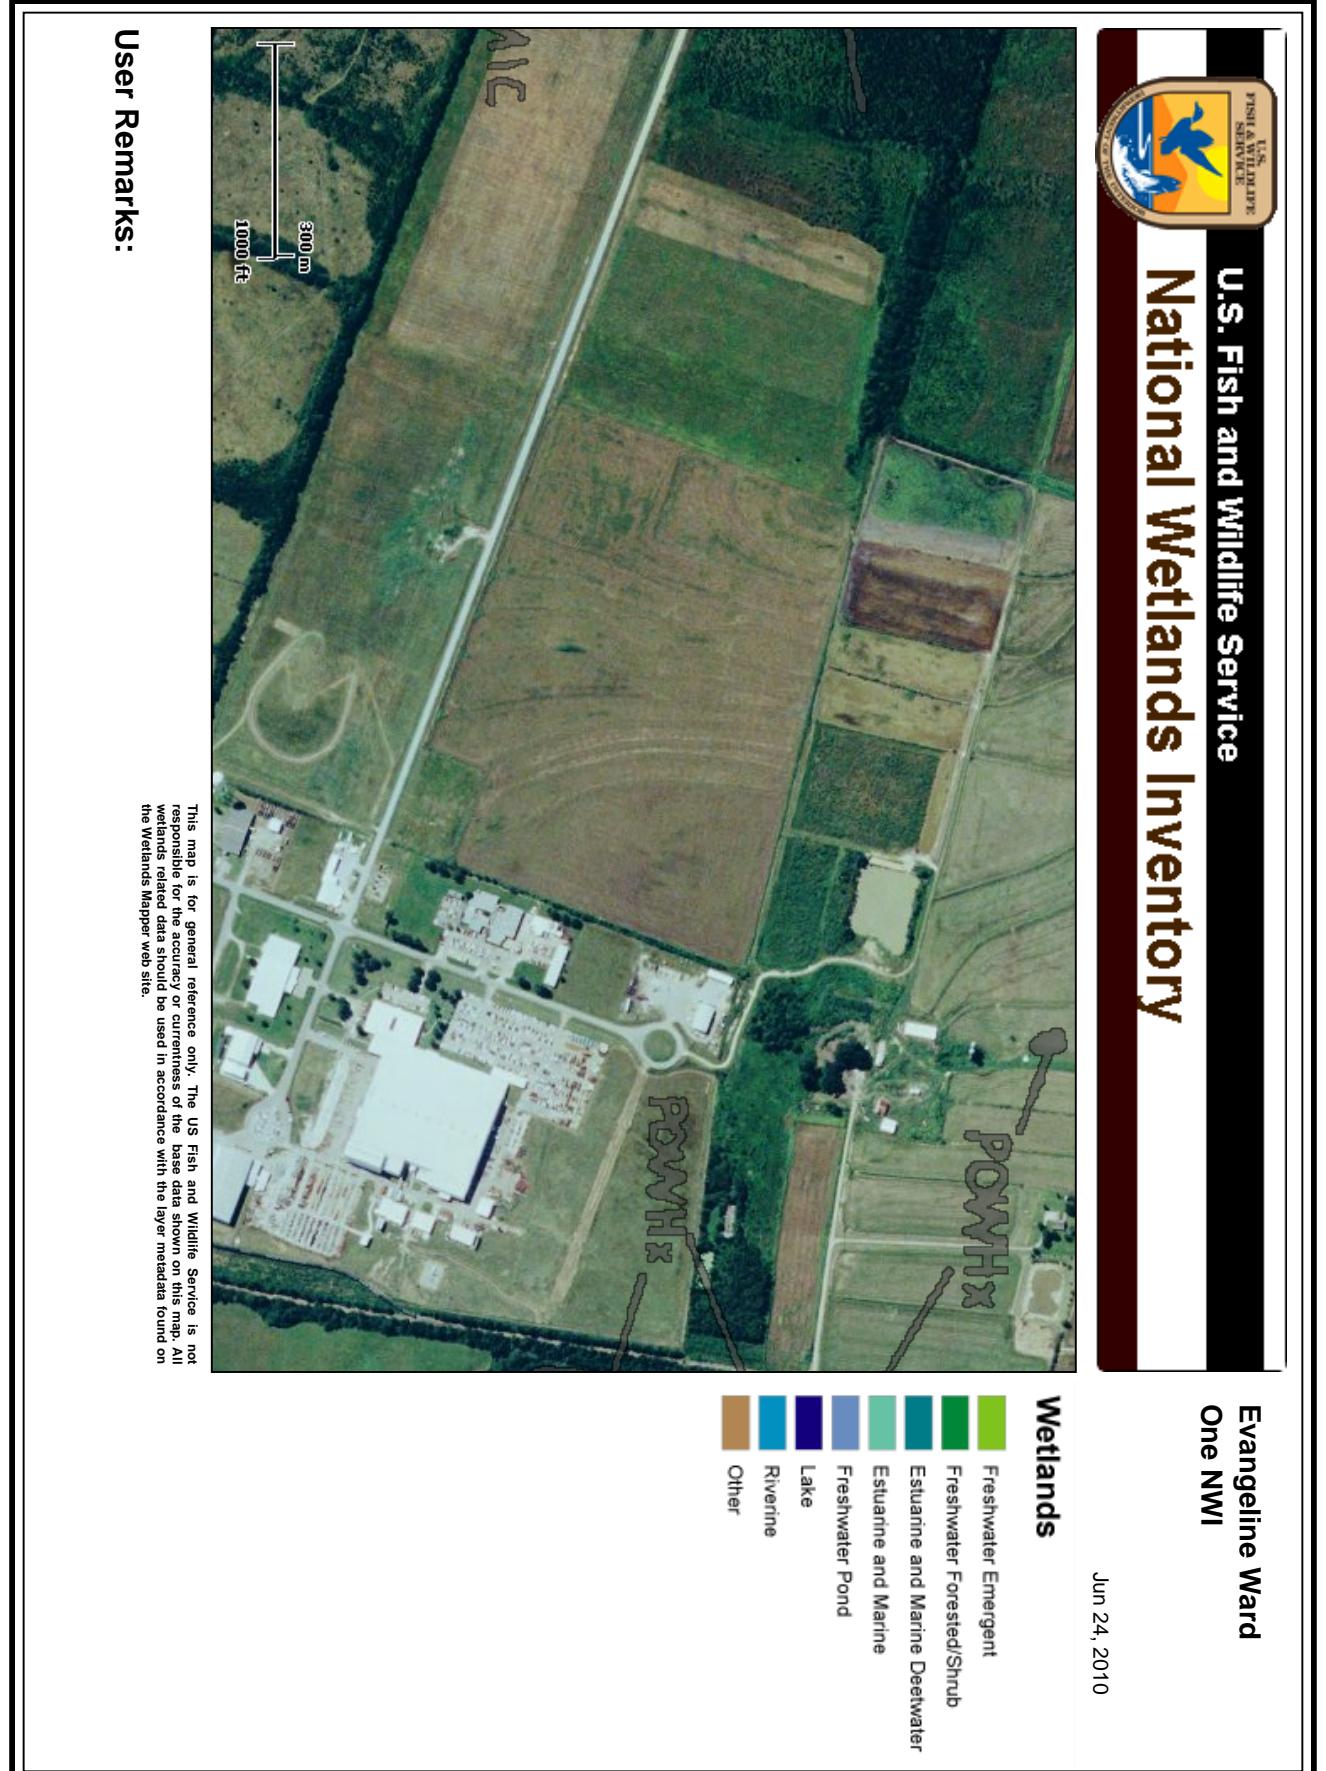 U.S.
FISH & WILDLIFE
SERVICE
U.S. Fish and Wildlife Service
National Wetlands Inventory
Evangeline Ward
One NWI
Jun 24, 2010
POWHx
POWHx
300 m
1000 ft
Wetlands
Freshwater Emergent
Freshwater Forested/Shrub
Estuarine and Marine Deetwater
Estuarine and Marine
Freshwater Pond
Lake
Riverine
Other
This map is for general reference only. The US Fish and Wildlife Service is not
responsible for the accuracy or currentness of the base data shown on this map. All
wetlands related data should be used in accordance with the layer metadata found on
the Wetlands Mapper web site.
User Remarks: